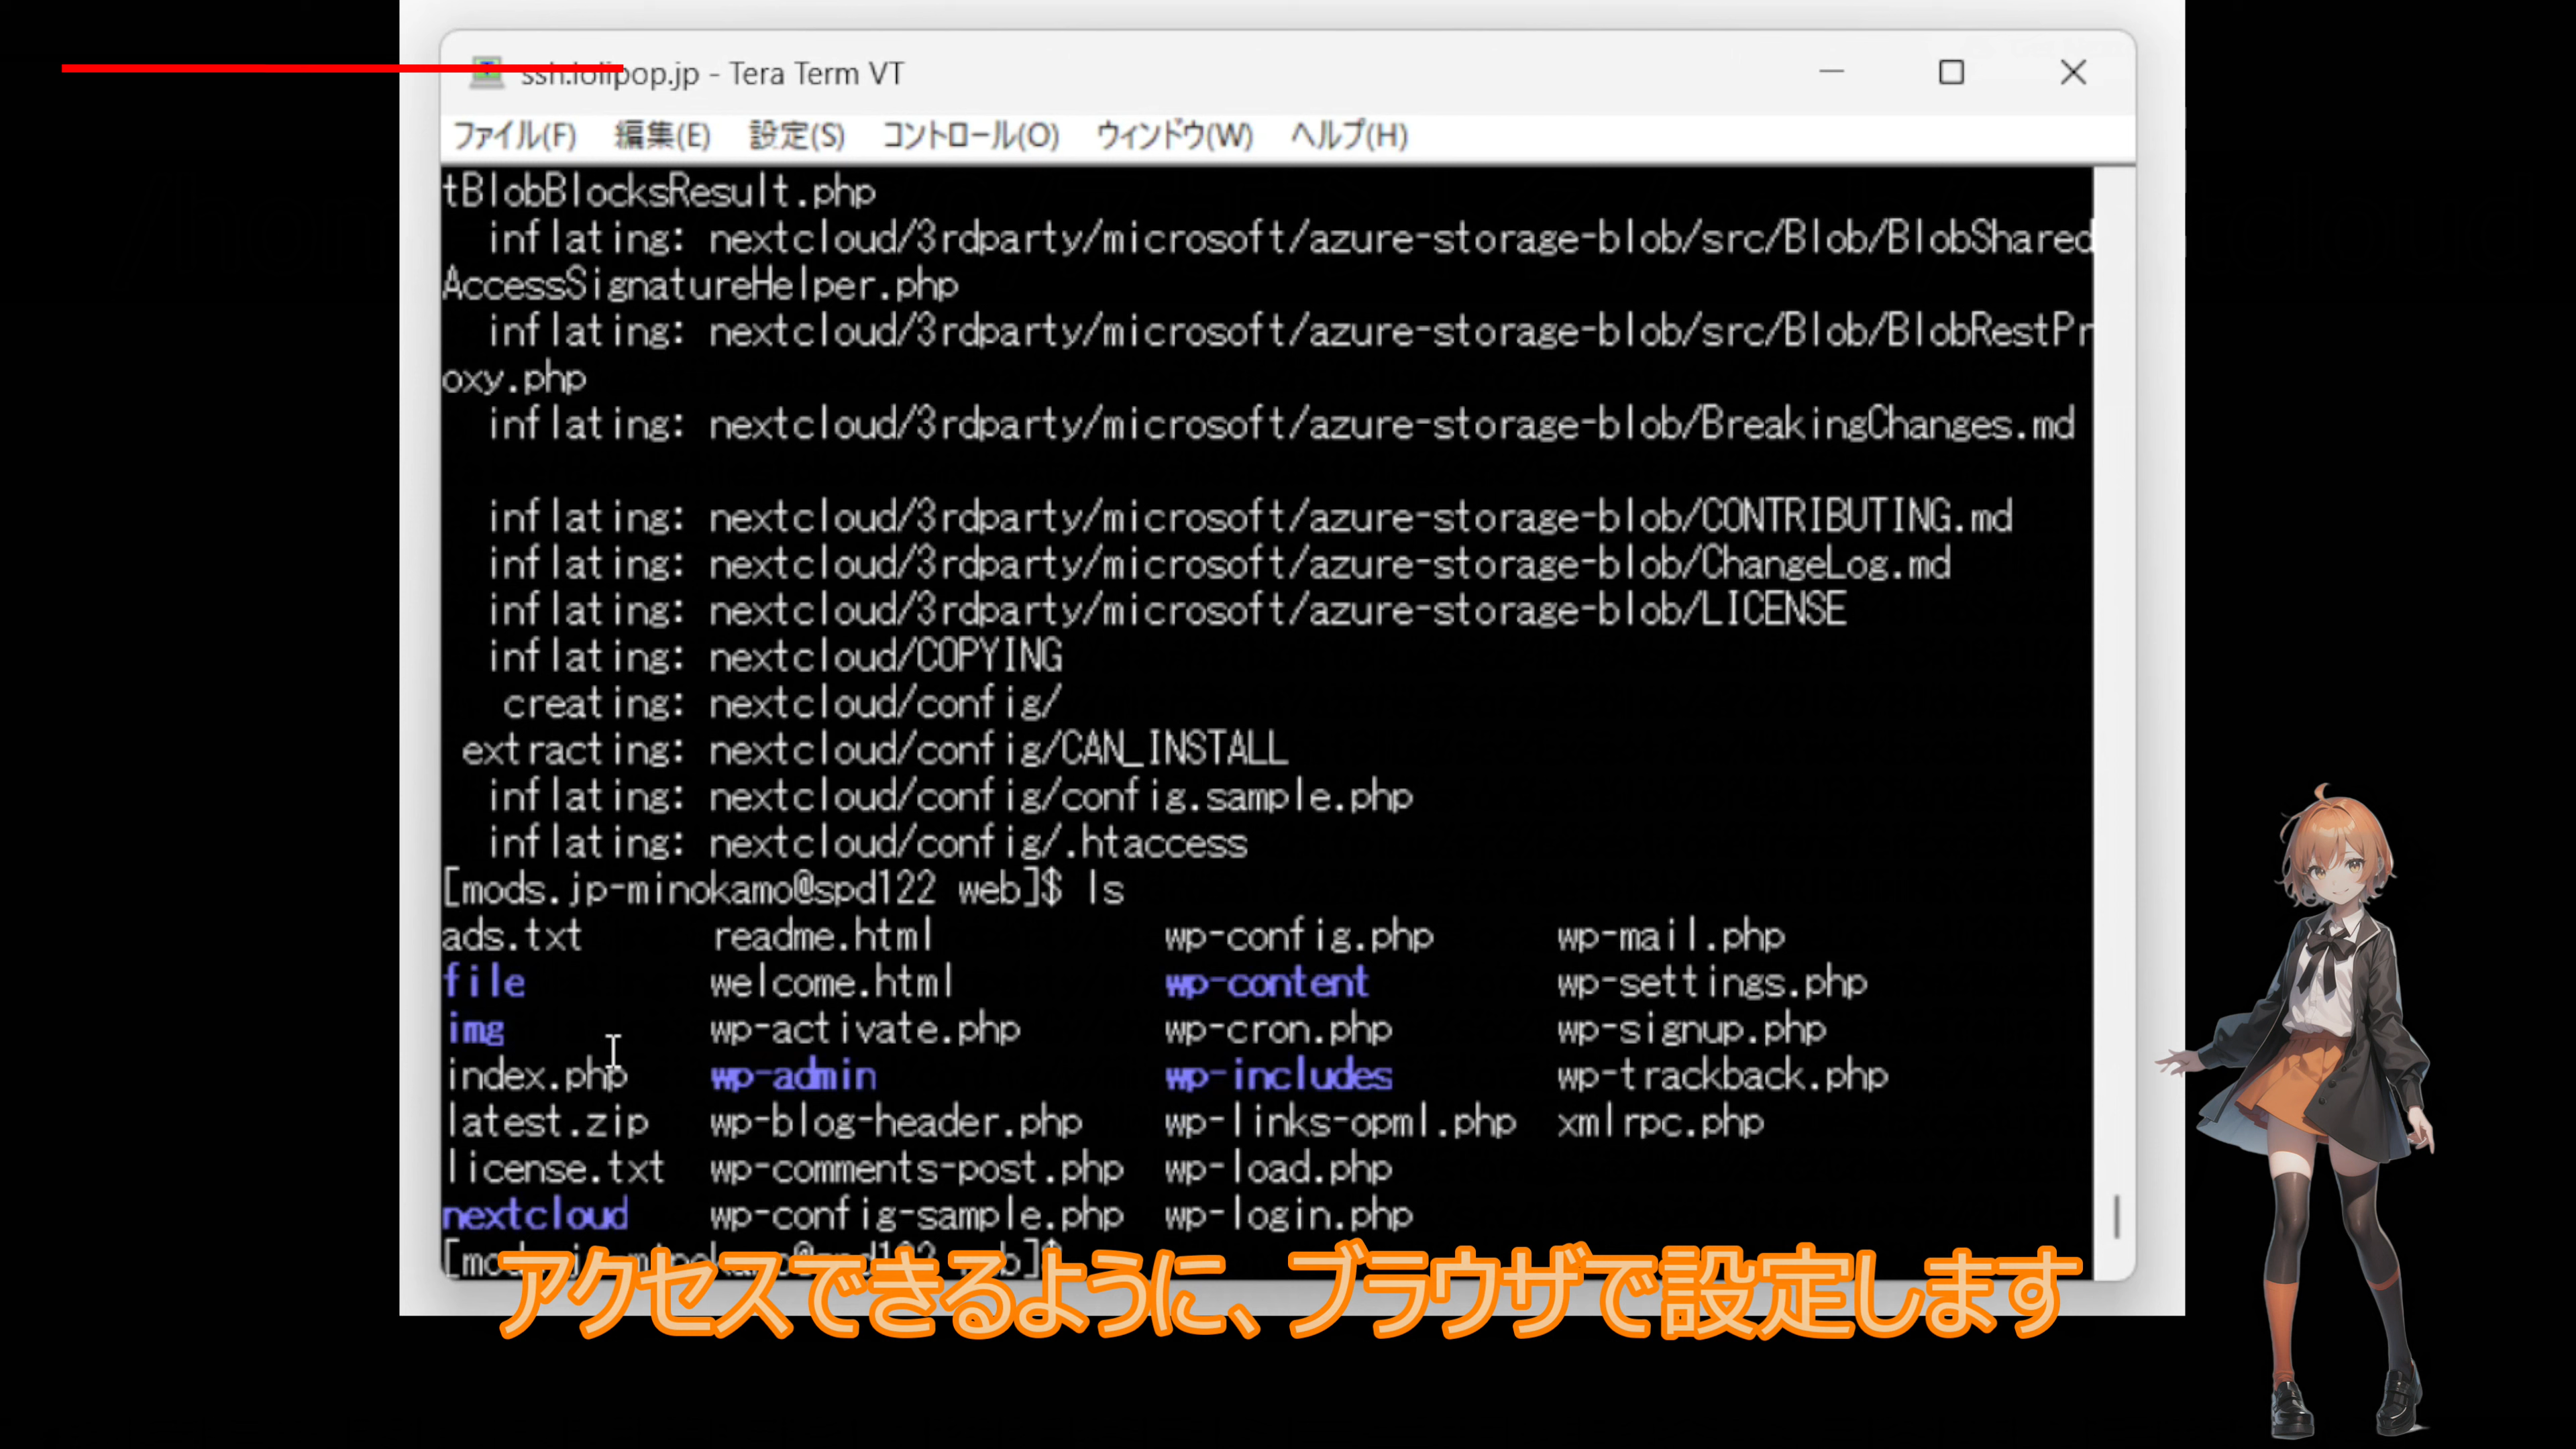 ssh.lolipop.jp - Tera Term VT
ファイル(F) 編集(E) 設定(S) コントロール(O) ウィンドウ(W) ヘルプ(H)
tBlobBlocksResult.php
inflating: nextcloud/3rdparty/microsoft/azure-storage-blob/src/Blob/BlobShared
AccessSignatureHelper.php
inflating: nextcloud/3rdparty/microsoft/azure-storage-blob/src/Blob/BlobRestPr
oxy.php
inflating: nextcloud/3rdparty/microsoft/azure-storage-blob/BreakingChanges.md
inflating: nextcloud/3rdparty/microsoft/azure-storage-blob/CONTRIBUTING.md
inflating: nextcloud/3rdparty/microsoft/azure-storage-blob/ChangeLog.md
inflating: nextcloud/3rdparty/microsoft/azure-storage-blob/LICENSE
inflating: nextcloud/COPYING
creating: nextcloud/config/
extracting: nextcloud/config/CAN_INSTALL
inflating: nextcloud/config/config.sample.php
inflating: nextcloud/config/.htaccess
[mods.jp-minokamo@spd122 web]$ ls
ads.txt readme.html wp-config.php wp-mail.php
file welcome.html wp-content wp-settings.php
img wp-activate.php wp-cron.php wp-signup.php
index.php wp-admin wp-includes wp-trackback.php
latest.zip wp-blog-header.php wp-links-opml.php xmlrpc.php
license.txt wp-comments-post.php wp-load.php
nextcloud wp-config-sample.php wp-login.php
[mods.jp-minokamo@spd122 web]$
アクセスできるように、ブラウザで設定します